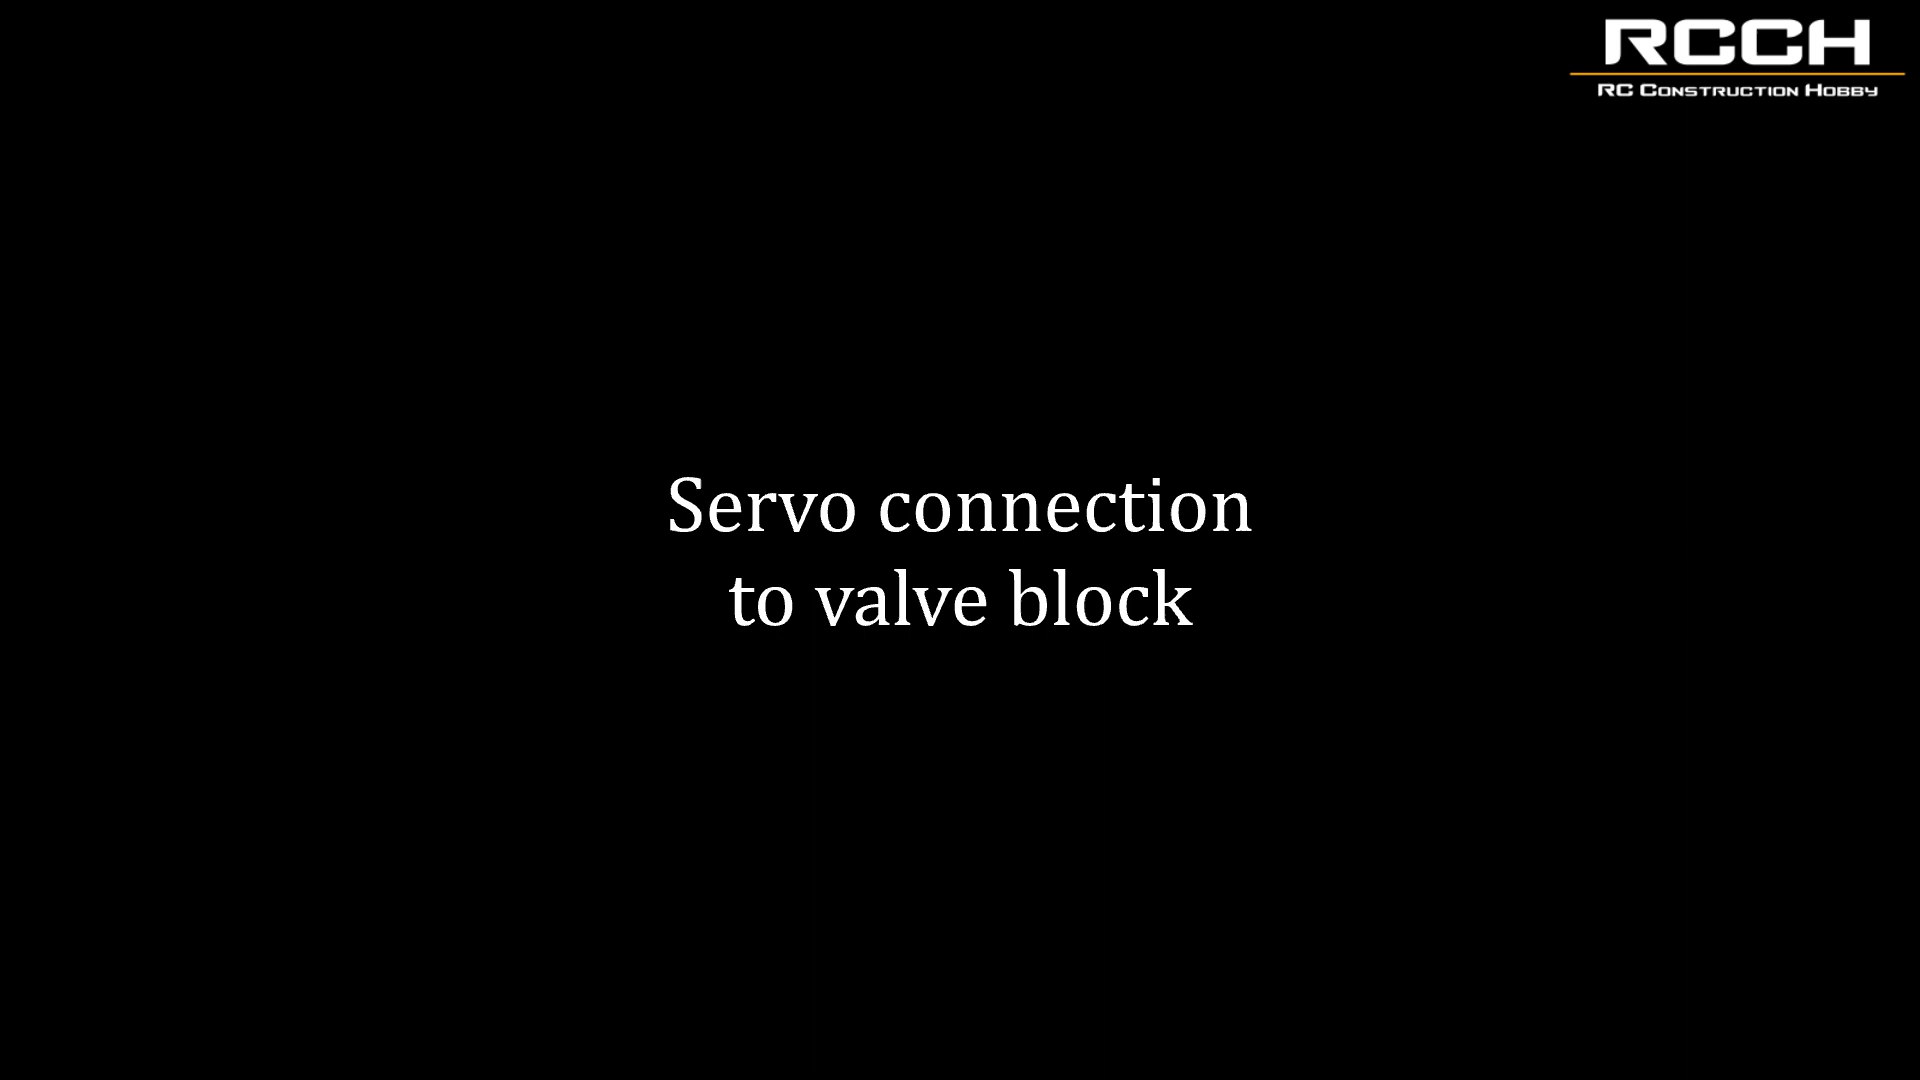 RCCH
RC Construction Hobby
Servo connection
to valve block